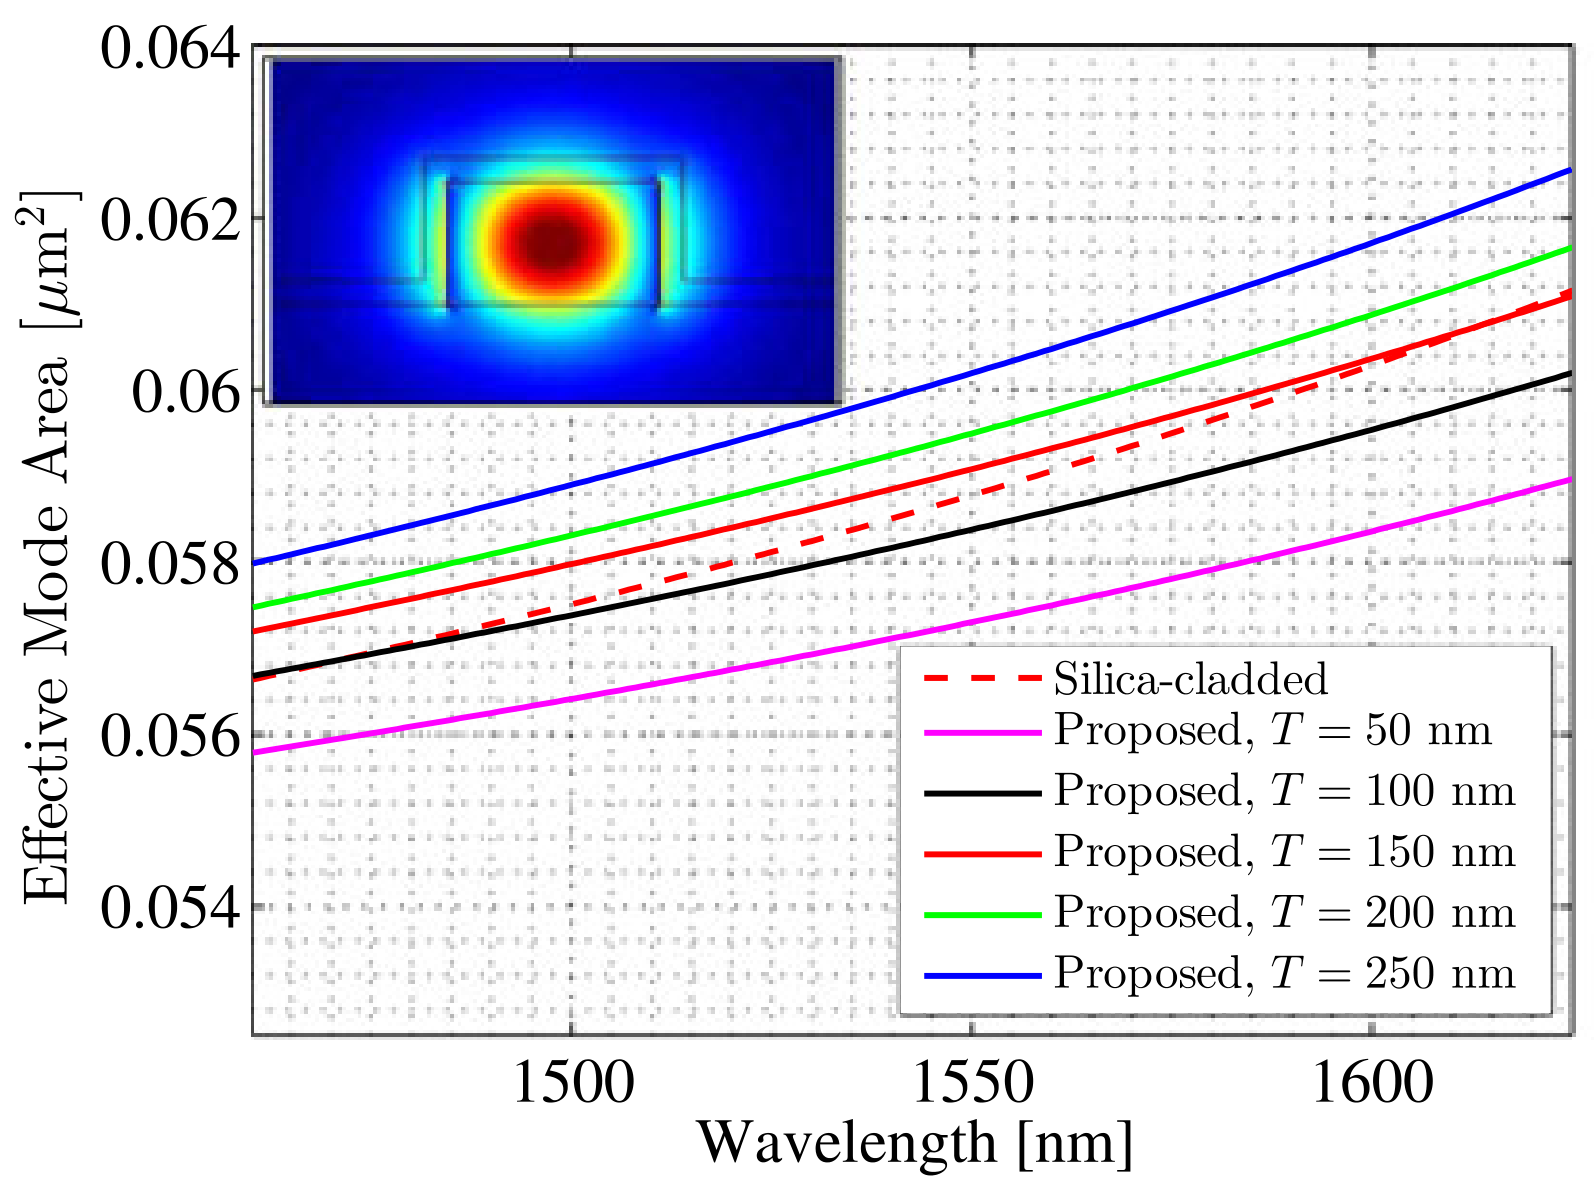 0.064
0.062
0.06
0.058
0.056
0.054
Effective Mode Area [μm²]
1500 1550 1600
Wavelength [nm]
Silica-cladded
Proposed, T = 50 nm
Proposed, T = 100 nm
Proposed, T = 150 nm
Proposed, T = 200 nm
Proposed, T = 250 nm